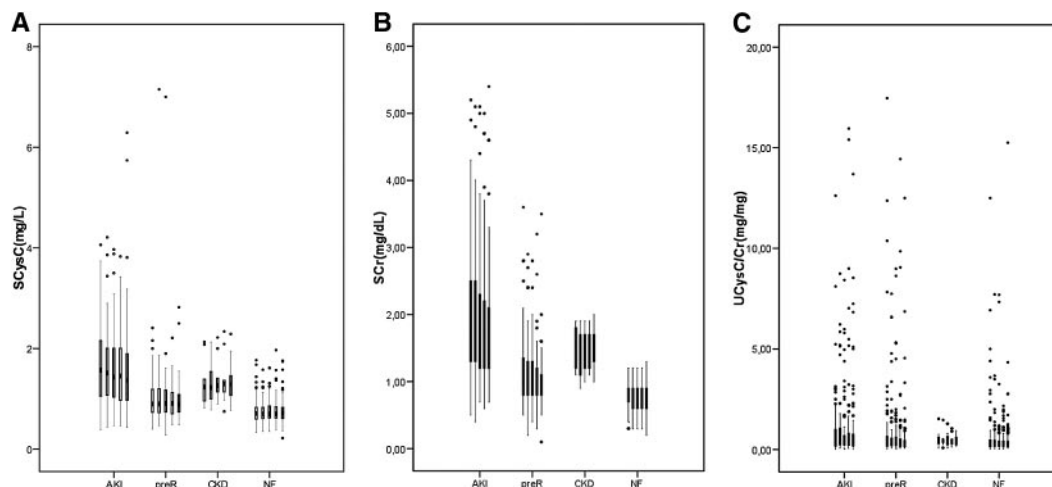 A
SCysC(mg/L)
8
6
4
2
0
AKI preR CKD NF
B
SCr(mg/dL)
6,00
5,00
4,00
3,00
2,00
1,00
0,00
AKI preR CKD NF
C
UCysC/Cr(mg/mg)
20,00
15,00
10,00
5,00
0,00
AKI preR CKD NF